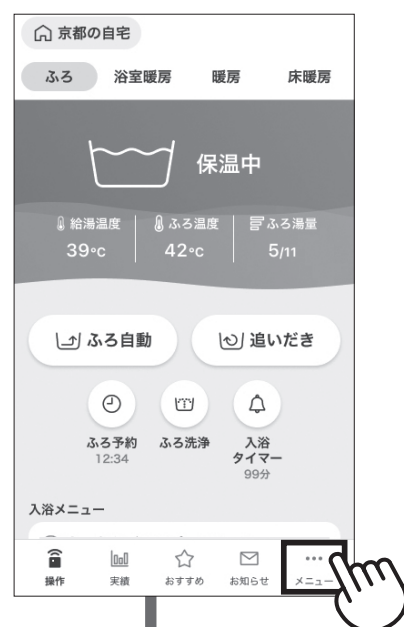 京都の自宅
ふろ 浴室暖房 暖房 床暖房
保温中
給湯温度 ふろ温度 ふろ湯量
39℃ 42℃ 5/11
ふろ自動 追いだき
ふろ予約 ふろ洗浄 入浴
タイマー
12:34
99分
入浴メニュー
操作 実績 おすすめ お知らせ メニュー